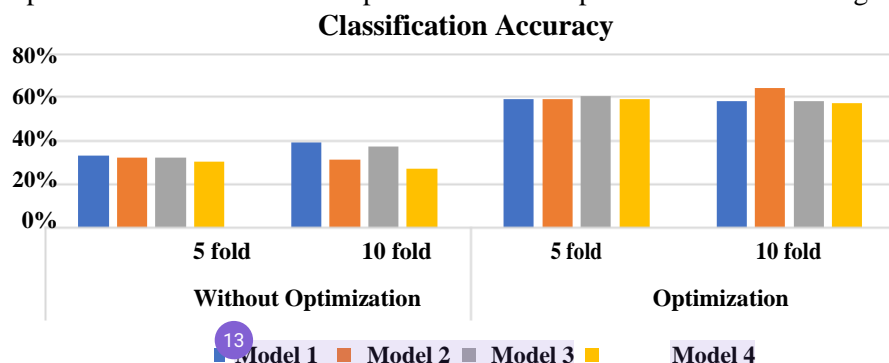 Classification Accuracy
80%
60%
40%
20%
0%
5 fold 10 fold 5 fold 10 fold
Without Optimization Optimization
13
Model 1 Model 2 Model 3 Model 4